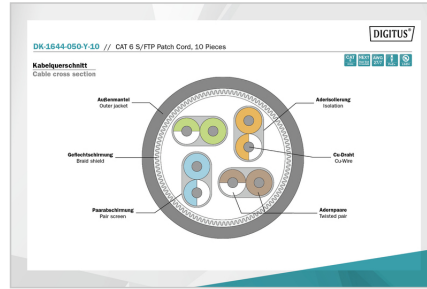 DIGITUS®
DK-1644-050-Y-10 // CAT 6 S/FTP Patch Cord, 10 Pieces
Kabelquerschnitt
Cable cross section
Außenmantel
Outer jacket
Aderisolierung
Isolation
Geflechtschirmung
Braid shield
Cu-Draht
Cu-Wire
Paarabschirmung
Pair screen
Adernpaare
Twisted pair